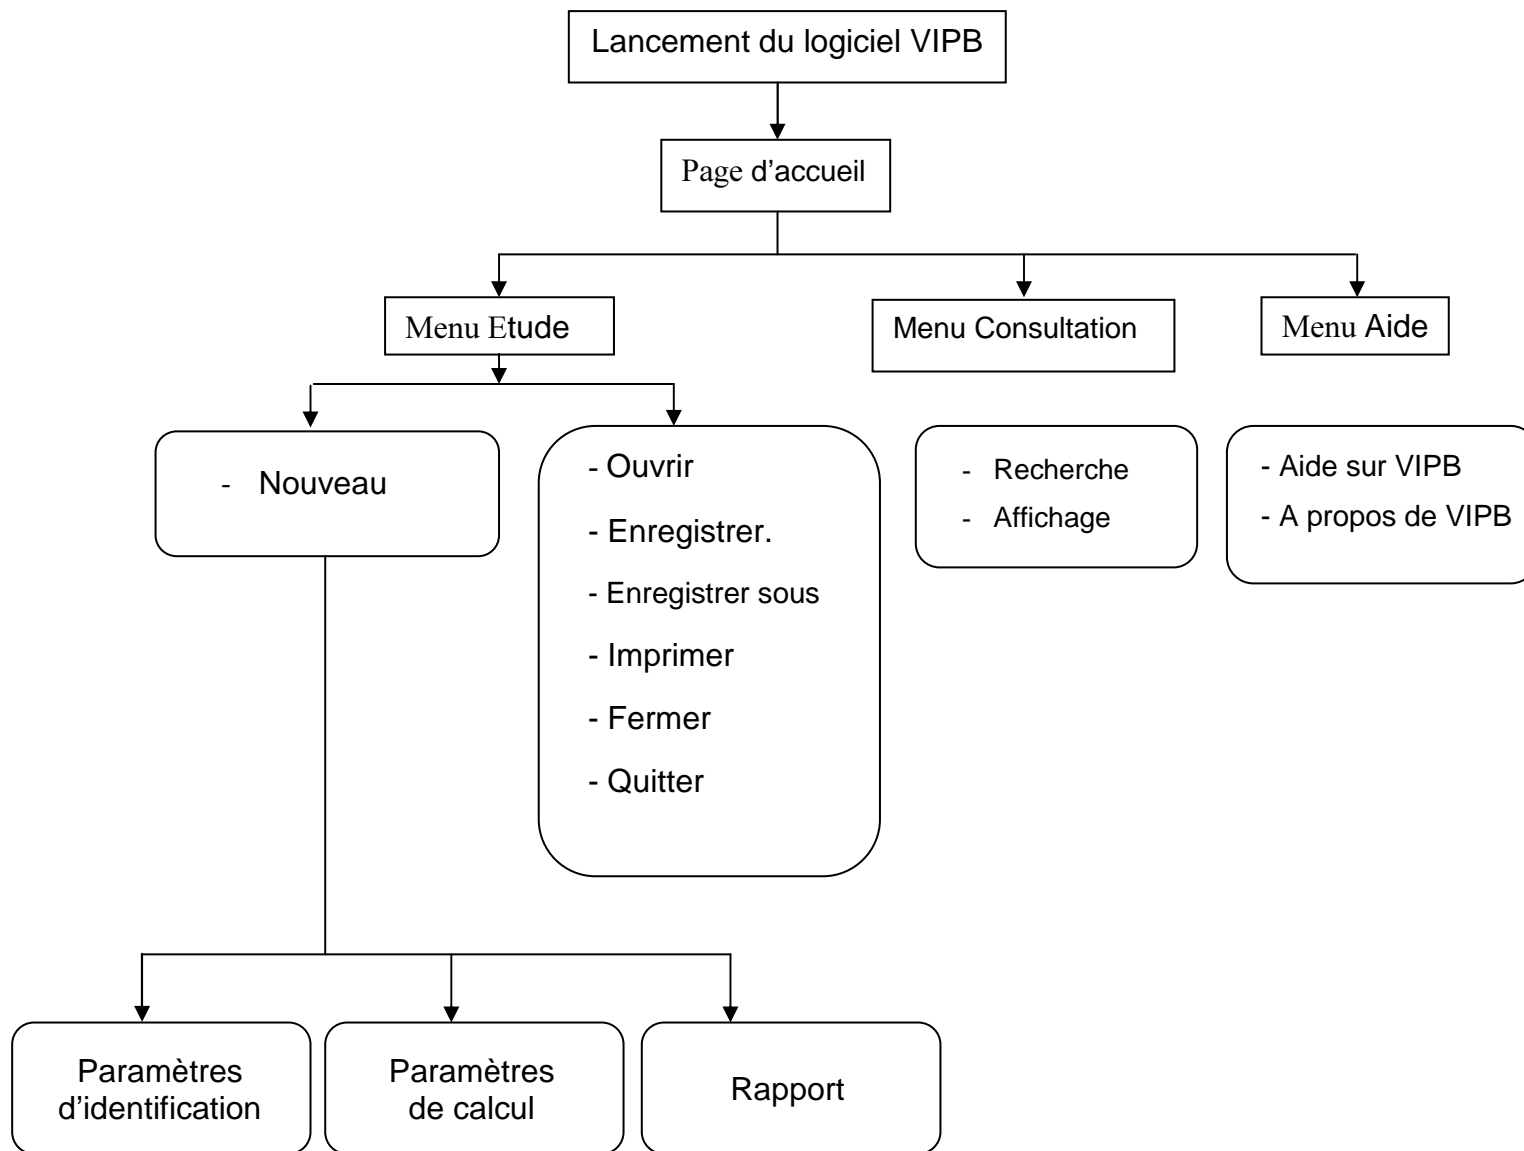 Lancement du logiciel VIPB
Page d’accueil
Menu Etude
Menu Consultation
Menu Aide
- Nouveau
- Ouvrir
- Enregistrer.
- Enregistrer sous
- Imprimer
- Fermer
- Quitter
- Recherche
- Affichage
- Aide sur VIPB
- A propos de VIPB
Paramètres
d’identification
Paramètres
de calcul
Rapport